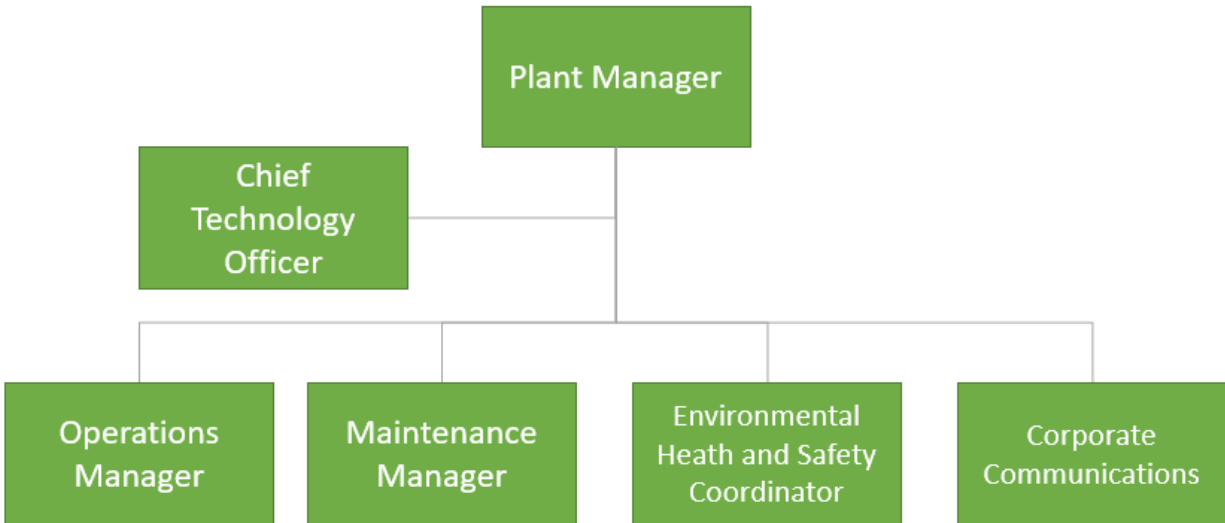 Plant Manager
Chief
Technology
Officer
Operations
Manager
Maintenance
Manager
Environmental
Heath and Safety
Coordinator
Corporate
Communications